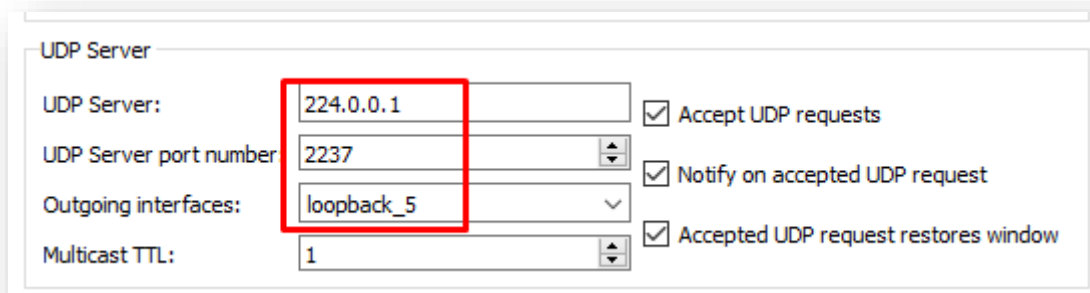 UDP Server
UDP Server: 224.0.0.1
Accept UDP requests
UDP Server port number: 2237
Notify on accepted UDP request
Outgoing interfaces: loopback_5
Accepted UDP request restores window
Multicast TTL: 1